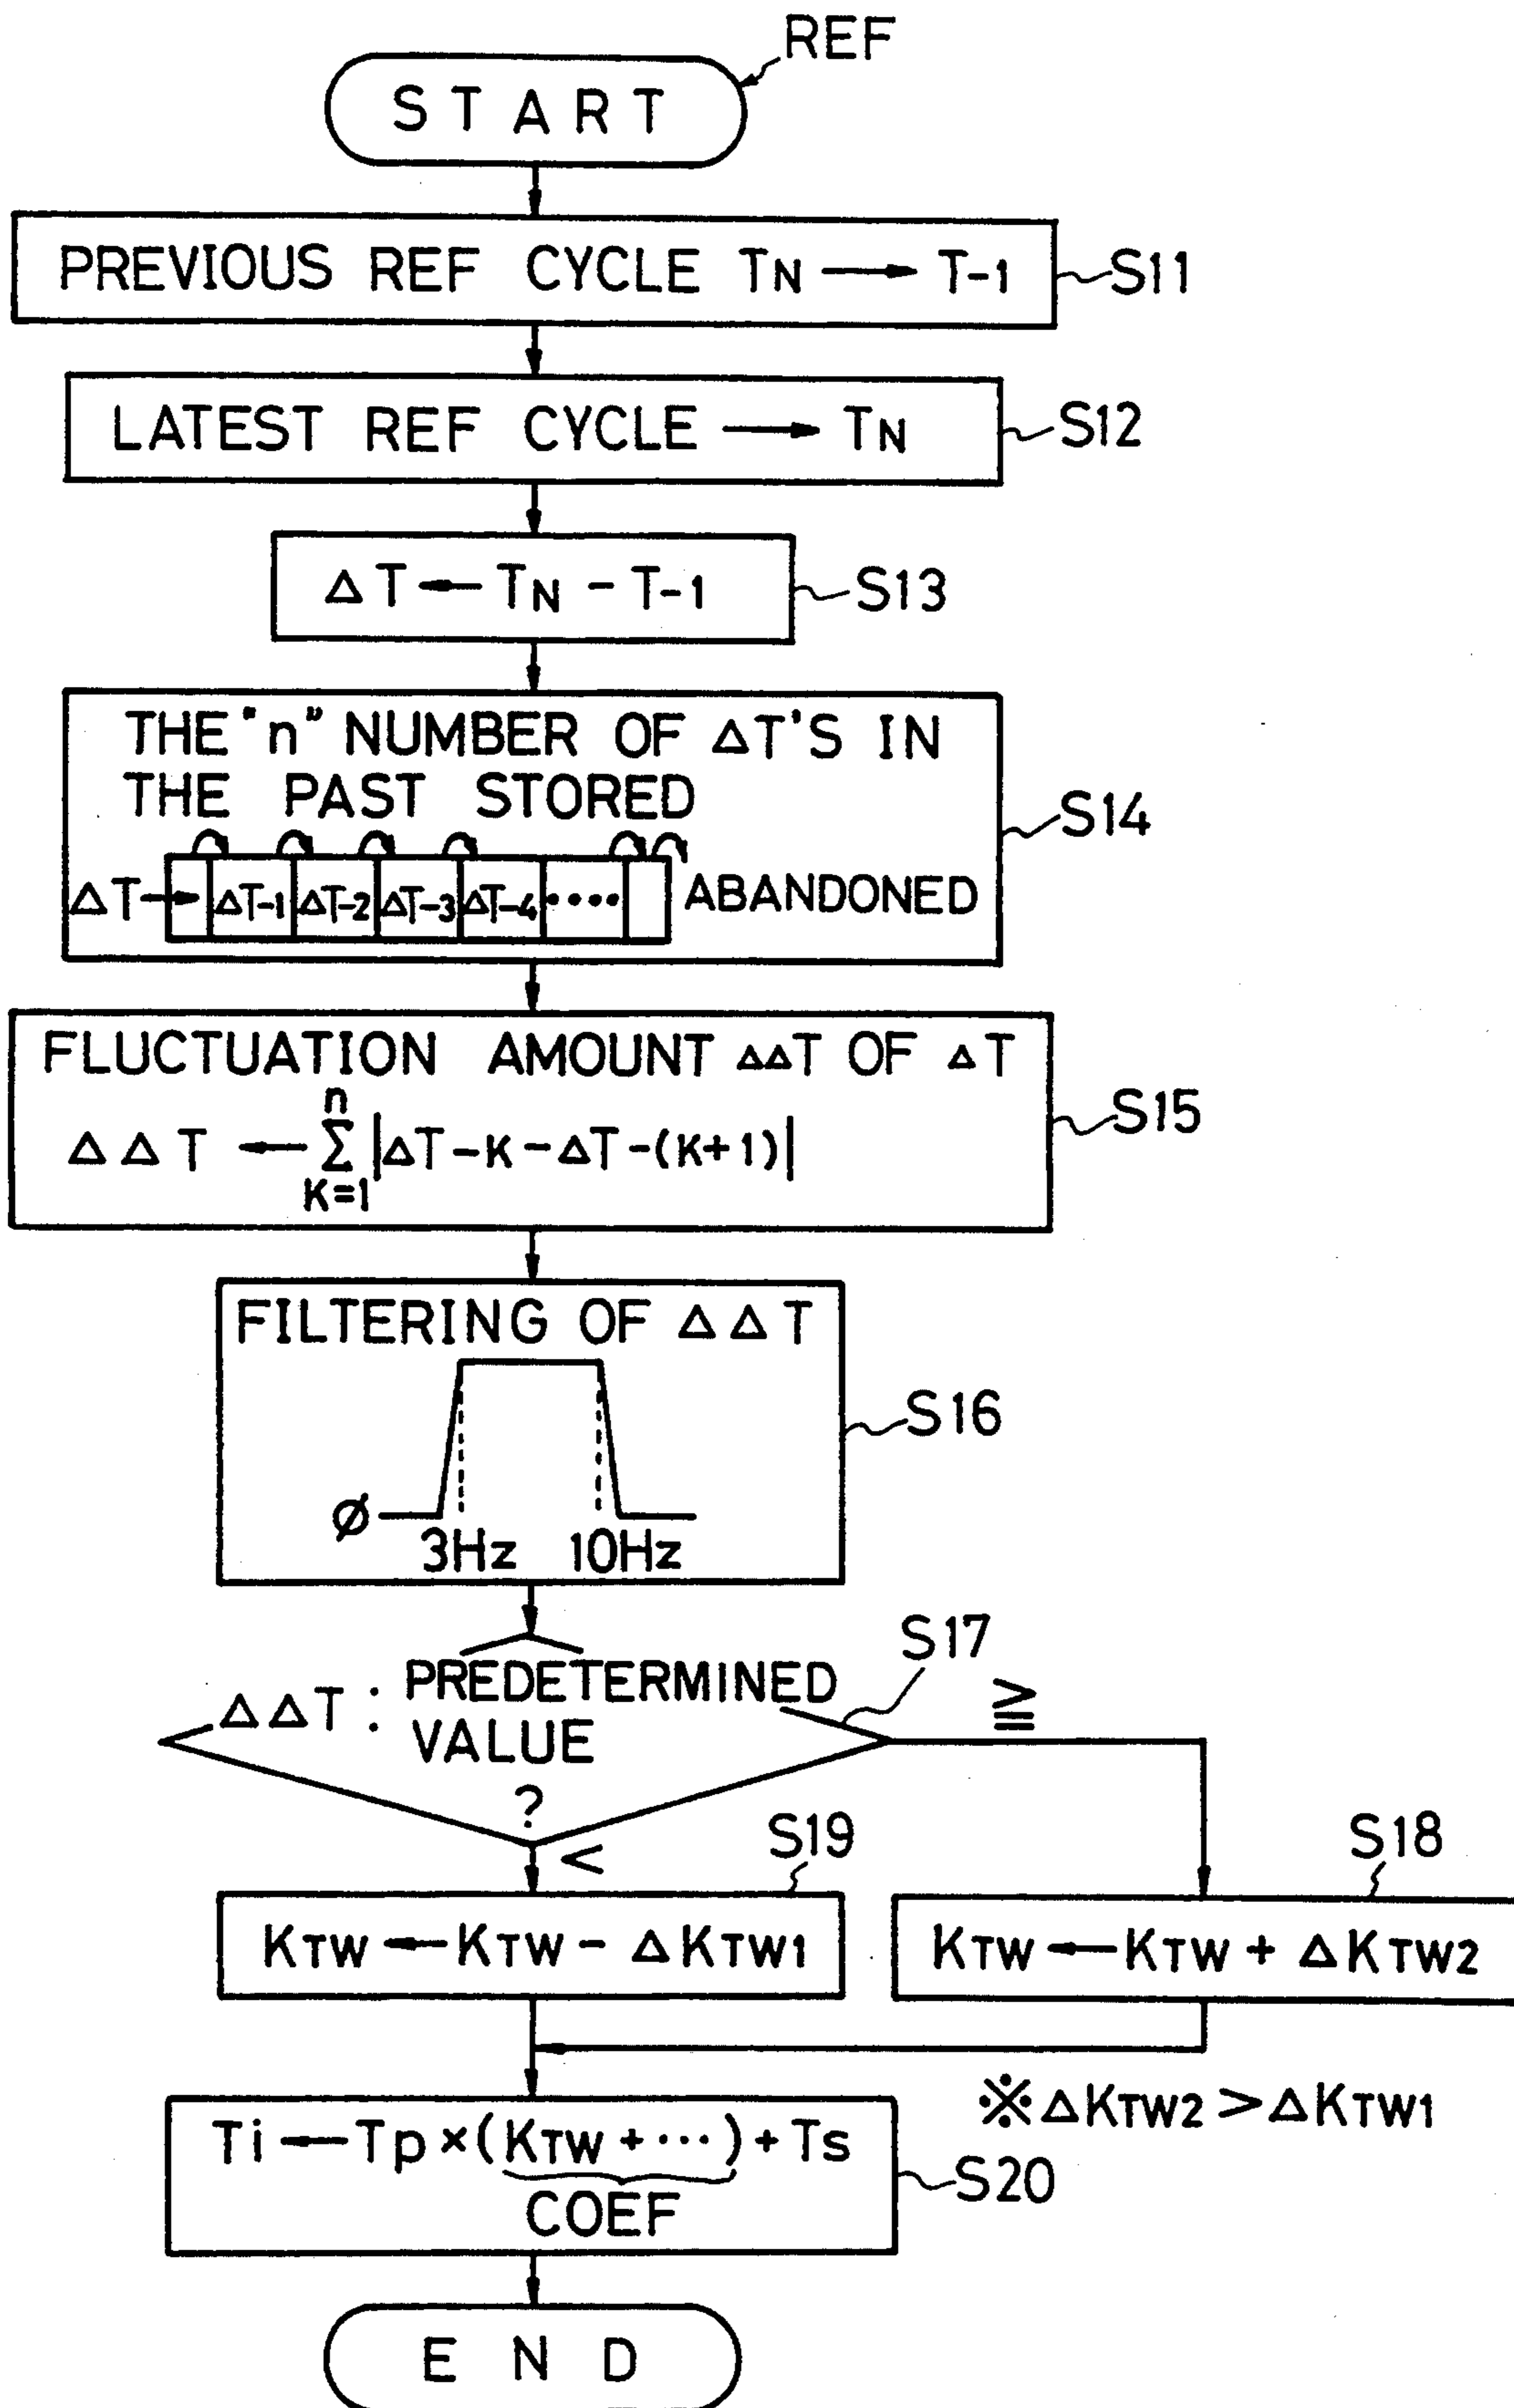 REF
START
PREVIOUS REF CYCLE TN → T-1
S11
LATEST REF CYCLE → TN
S12
ΔT ← TN - T-1
S13
THE "n" NUMBER OF ΔT'S IN
THE PAST STORED
S14
ΔT→ ΔT-1 ΔT-2 ΔT-3 ΔT-4 •••• ABANDONED
FLUCTUATION AMOUNT ΔΔT OF ΔT
S15
n
ΔΔT ← Σ |ΔT-K-ΔT-(K+1)|
K=1
FILTERING OF ΔΔT
S16
Ø
3Hz 10Hz
S17
ΔΔT : PREDETERMINED
VALUE
?
≧
<
S19
S18
KTW ← KTW - ΔKTW1
KTW ← KTW + ΔKTW2
※ΔKTW2 > ΔKTW1
Ti ← Tp × (KTW + ···) + Ts
S20
COEF
END